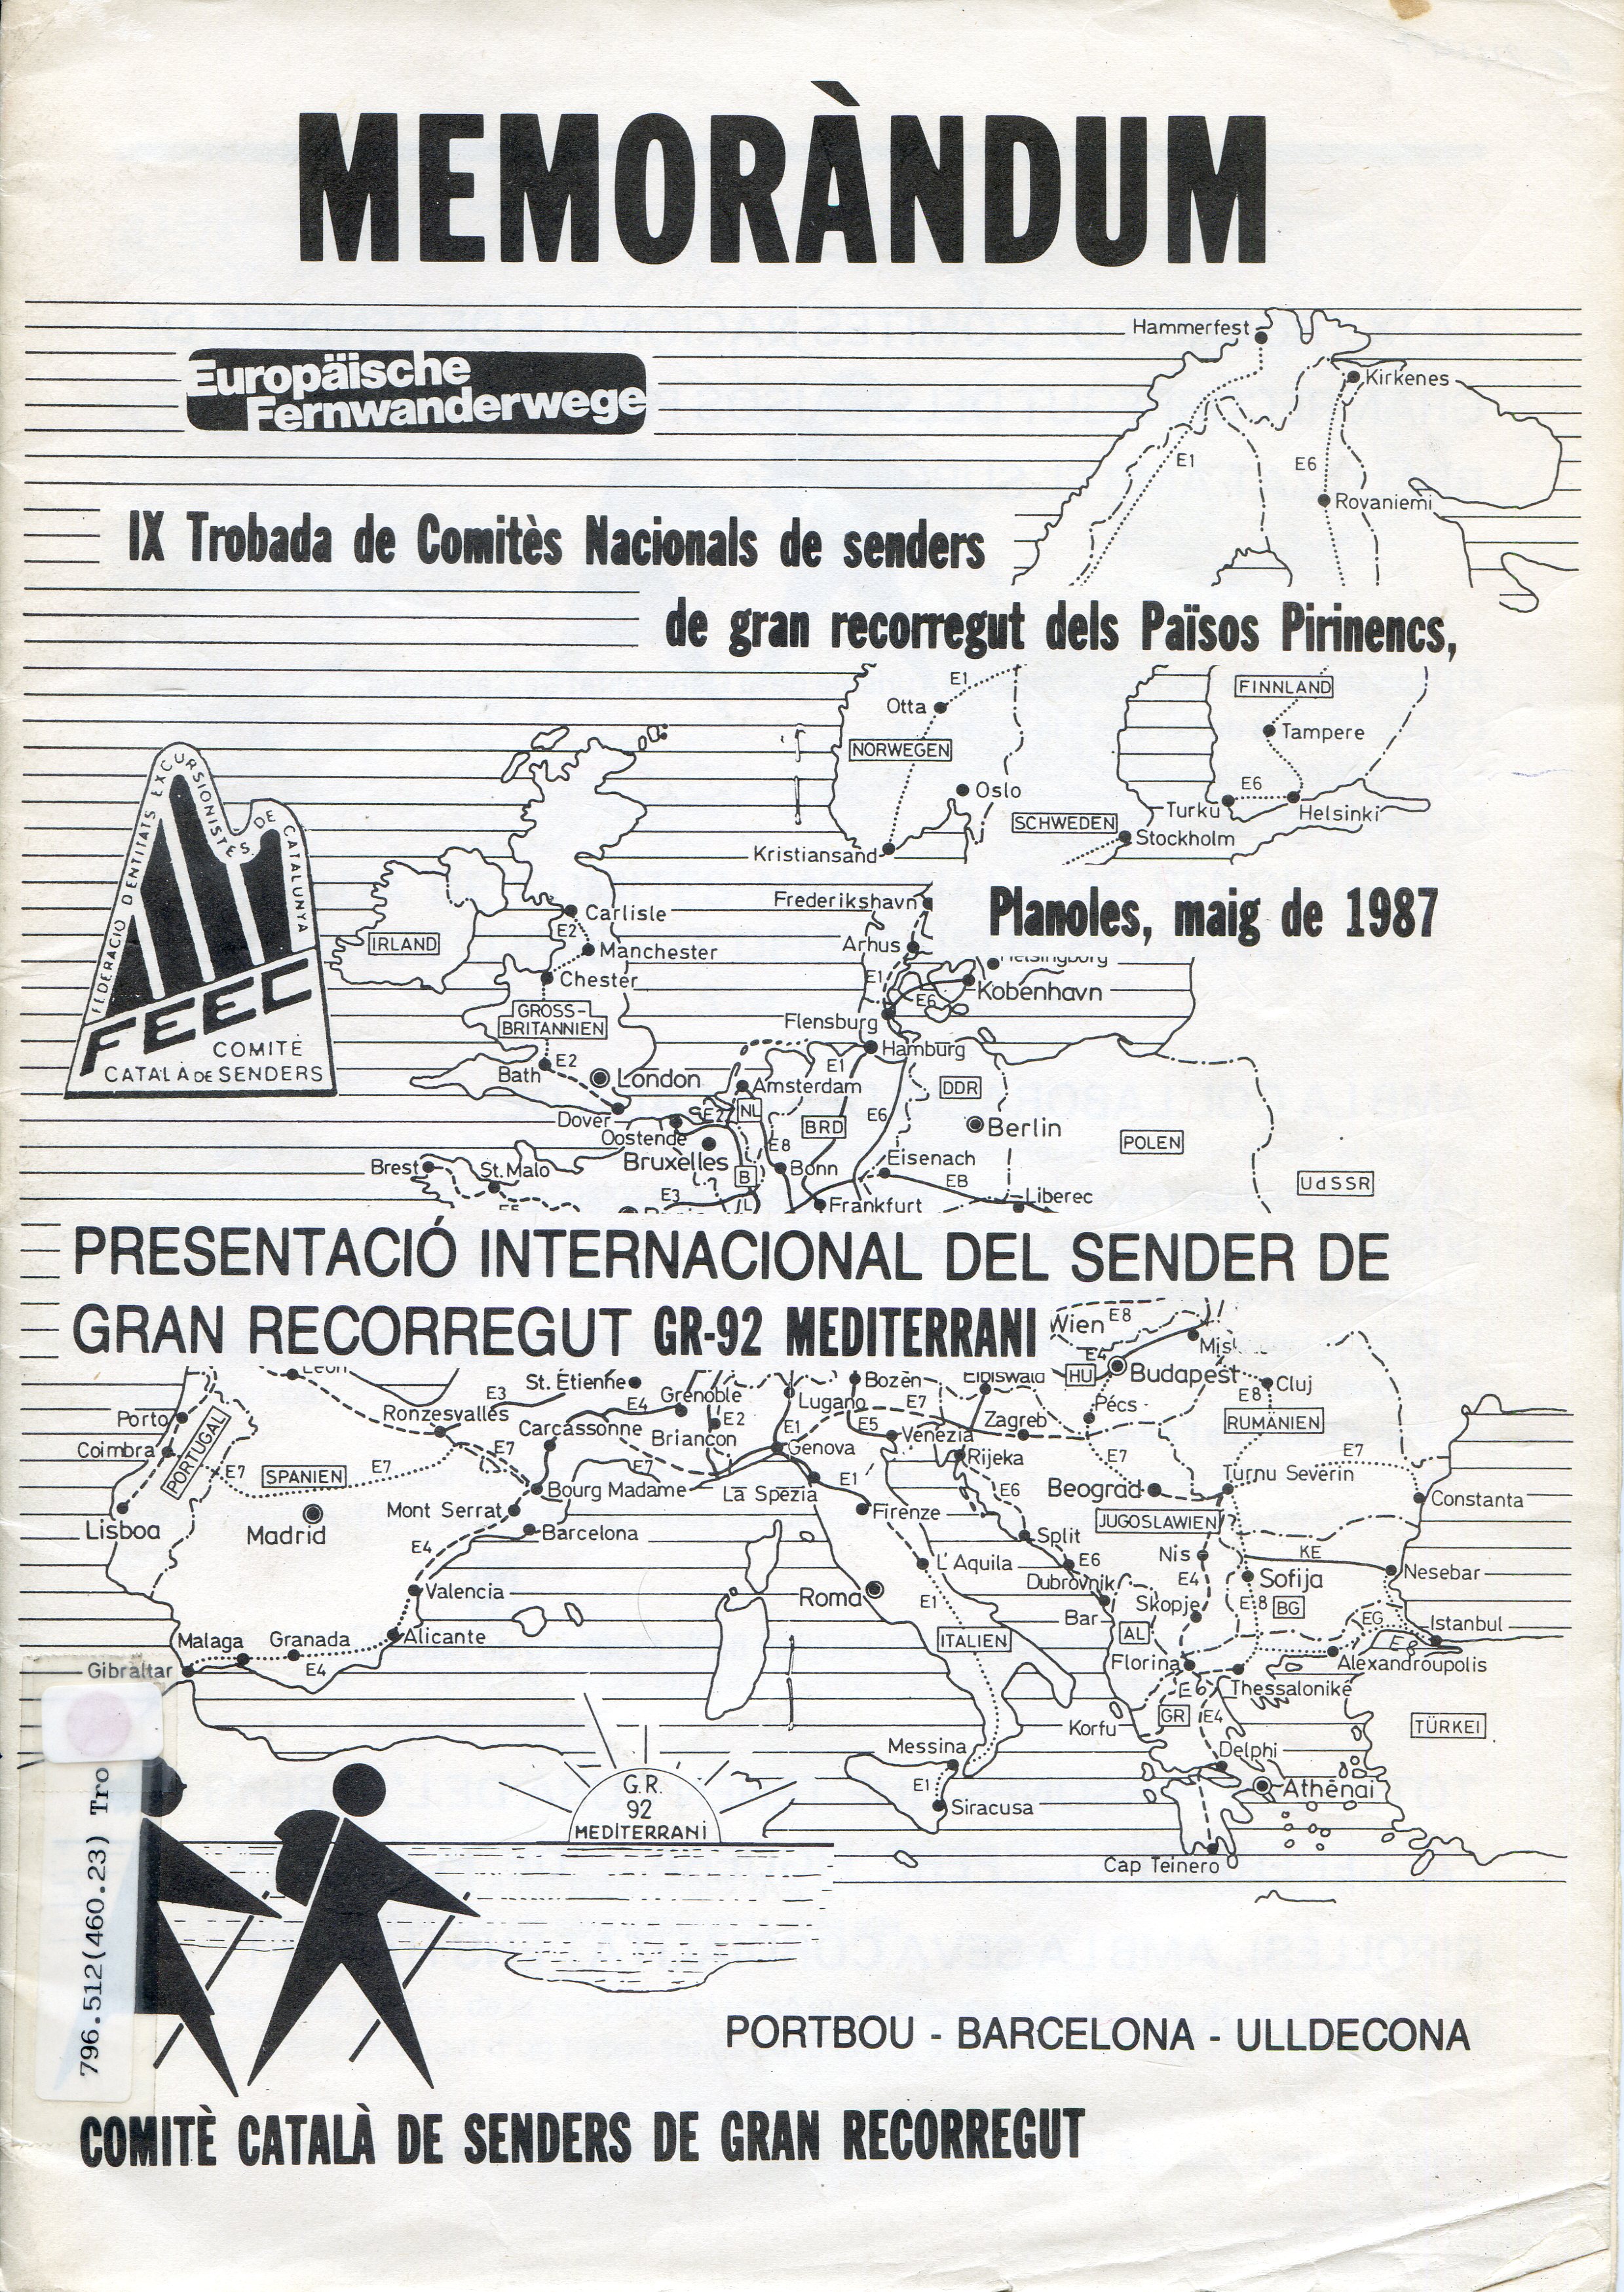 MEMORÀNDUM
Europäische
Fernwanderwege
Hammerfest
Kirkenes
E1
E6
Rovaniemi
IX Trobada de Comitès Nacionals de senders
de gran recorregut dels Països Pirinencs,
E1
FINNLAND
Otta
Tampere
NORWEGEN
Oslo
E6
Turku
Helsinki
SCHWEDEN
Stockholm
Kristiansand
FEDERACIO D'ENTITATS EXCURSIONISTES DE CATALUNYA
FEEC
COMITE
CATALÀ DE SENDERS
Frederikshavn
Planoles, maig de 1987
Carlisle
E2
IRLAND
Manchester
Arhus
Helsingborg
Chester
E1
Kobenhavn
E6
GROSS-
BRITANNIEN
Flensburg
Hamburg
E2
E1
Bath
London
Amsterdam
DDR
Dover
E2
NL
BRD
E6
Berlin
Oostende
E8
POLEN
Bruxelles
Eisenach
Brest
St. Malo
B
Bonn
E8
UdSSR
E3
L
Frankfurt
Liberec
PRESENTACIÓ INTERNACIONAL DEL SENDER DE
GRAN RECORREGUT GR-92 MEDITERRANI
Wien
E8
E4
HU
Budapest
León
St. Étienne
Bozen
Cluj
E3
E4
Grenoble
Lugano
E7
E8
Porto
Ronzesvalles
E2
Pécs
RUMÄNIEN
Carcassonne
Briancon
E1
E5
Zagreb
Coimbra
PORTUGAL
E7
Genova
Venezia
E7
E7
SPANIEN
E7
E7
Rijeka
E7
Turnu Severin
Bourg Madame
La Spezia
E1
E6
Beograd
Constanta
Lisboa
Madrid
Mont Serrat
Firenze
JUGOSLAWIEN
Barcelona
Split
E4
L'Aquila
E6
Nis
KE
Nesebar
Valencia
Roma
Dubrovnik
E4
Sofija
E1
Skopje
E8
BG
Bar
EG
Istanbul
Malaga
Granada
Alicante
ITALIEN
AL
E8
Gibraltar
E4
Florina
Alexandroupolis
E6
Thessalonike
Korfu
GR
E4
TÜRKEI
Messina
Delphi
E1
Athēnai
Siracusa
Cap Teinero
G.R.
92
MEDITERRANI
796.512(460.23) Tro
PORTBOU - BARCELONA - ULLDECONA
COMITÈ CATALÀ DE SENDERS DE GRAN RECORREGUT